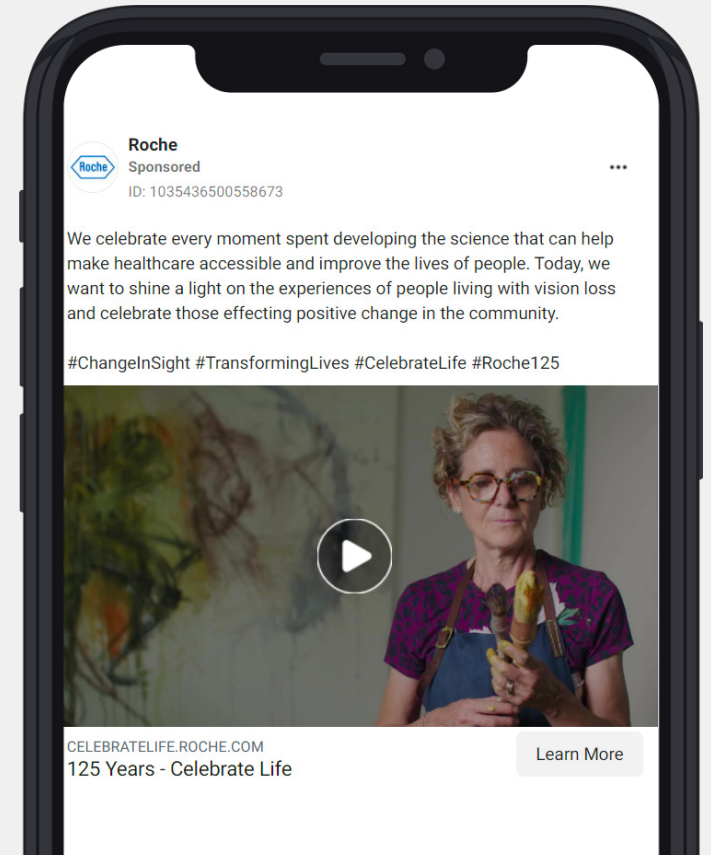 Roche
Roche
Sponsored
ID: 1035436500558673
We celebrate every moment spent developing the science that can help
make healthcare accessible and improve the lives of people. Today, we
want to shine a light on the experiences of people living with vision loss
and celebrate those effecting positive change in the community.
#ChangeInSight #TransformingLives #CelebrateLife #Roche125
CELEBRATELIFE.ROCHE.COM
125 Years - Celebrate Life
Learn More